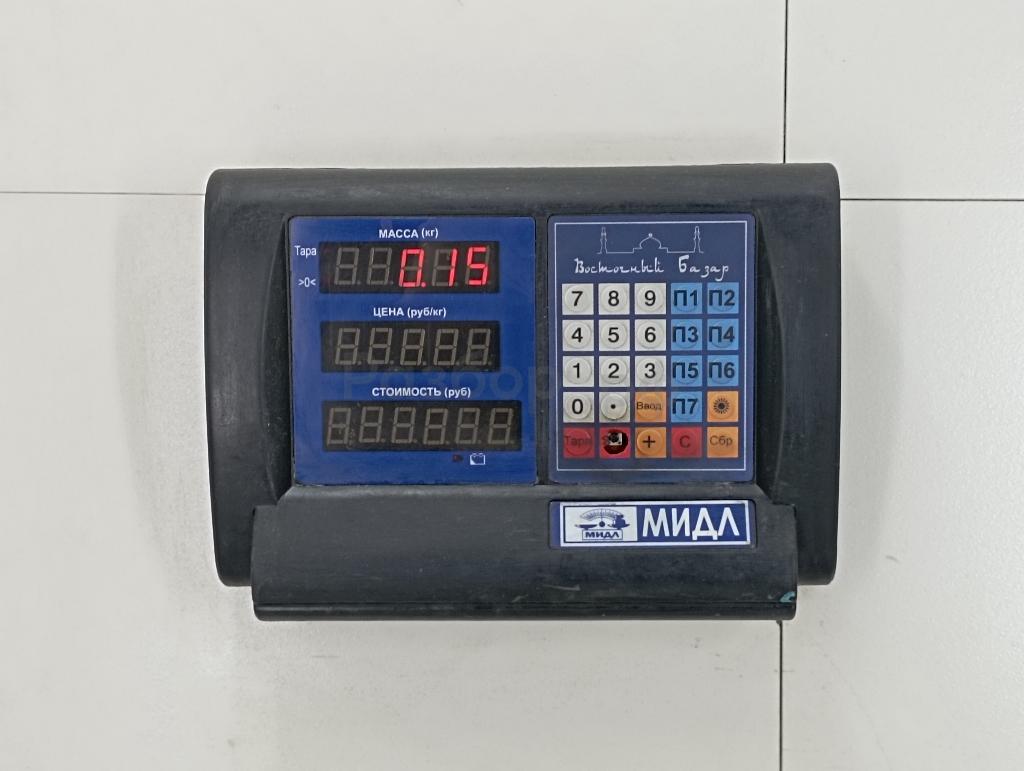 МАССА (кг)
Тара
0.15
>0<
ЦЕНА (руб/кг)
СТОИМОСТЬ (руб)
Восточный Базар
7 8 9 П1 П2
4 5 6 П3 П4
1 2 3 П5 П6
0 • Ввод П7
Тара + С Сбр
МИДЛ
МИДЛ